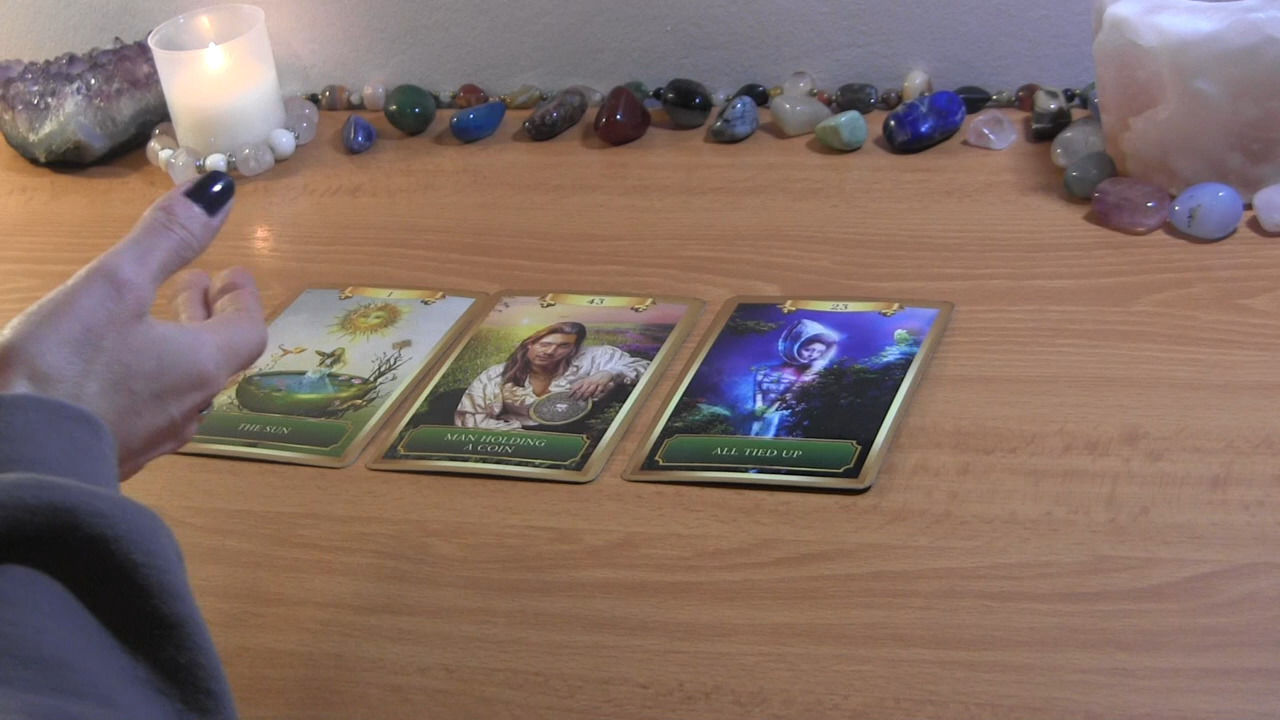 1
THE SUN
43
MAN HOLDING
A COIN
23
ALL TIED UP